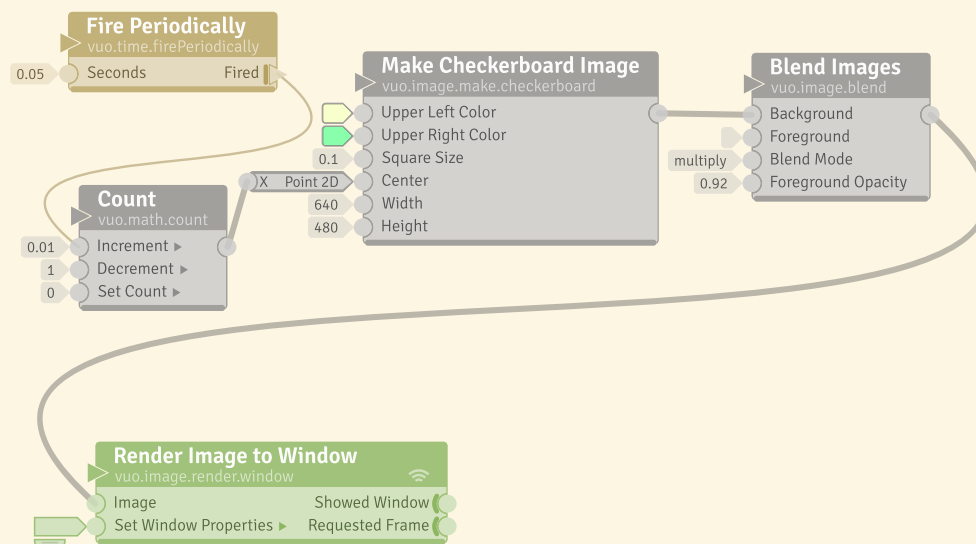 Fire Periodically
vuo.time.firePeriodically
0.05 Seconds Fired
Make Checkerboard Image
vuo.image.make.checkerboard
Upper Left Color
Upper Right Color
0.1 Square Size
X Point 2D Center
640 Width
480 Height
Blend Images
vuo.image.blend
Background
Foreground
multiply Blend Mode
0.92 Foreground Opacity
Count
vuo.math.count
0.01 Increment
1 Decrement
0 Set Count
Render Image to Window
vuo.image.render.window
Image Showed Window
Set Window Properties Requested Frame